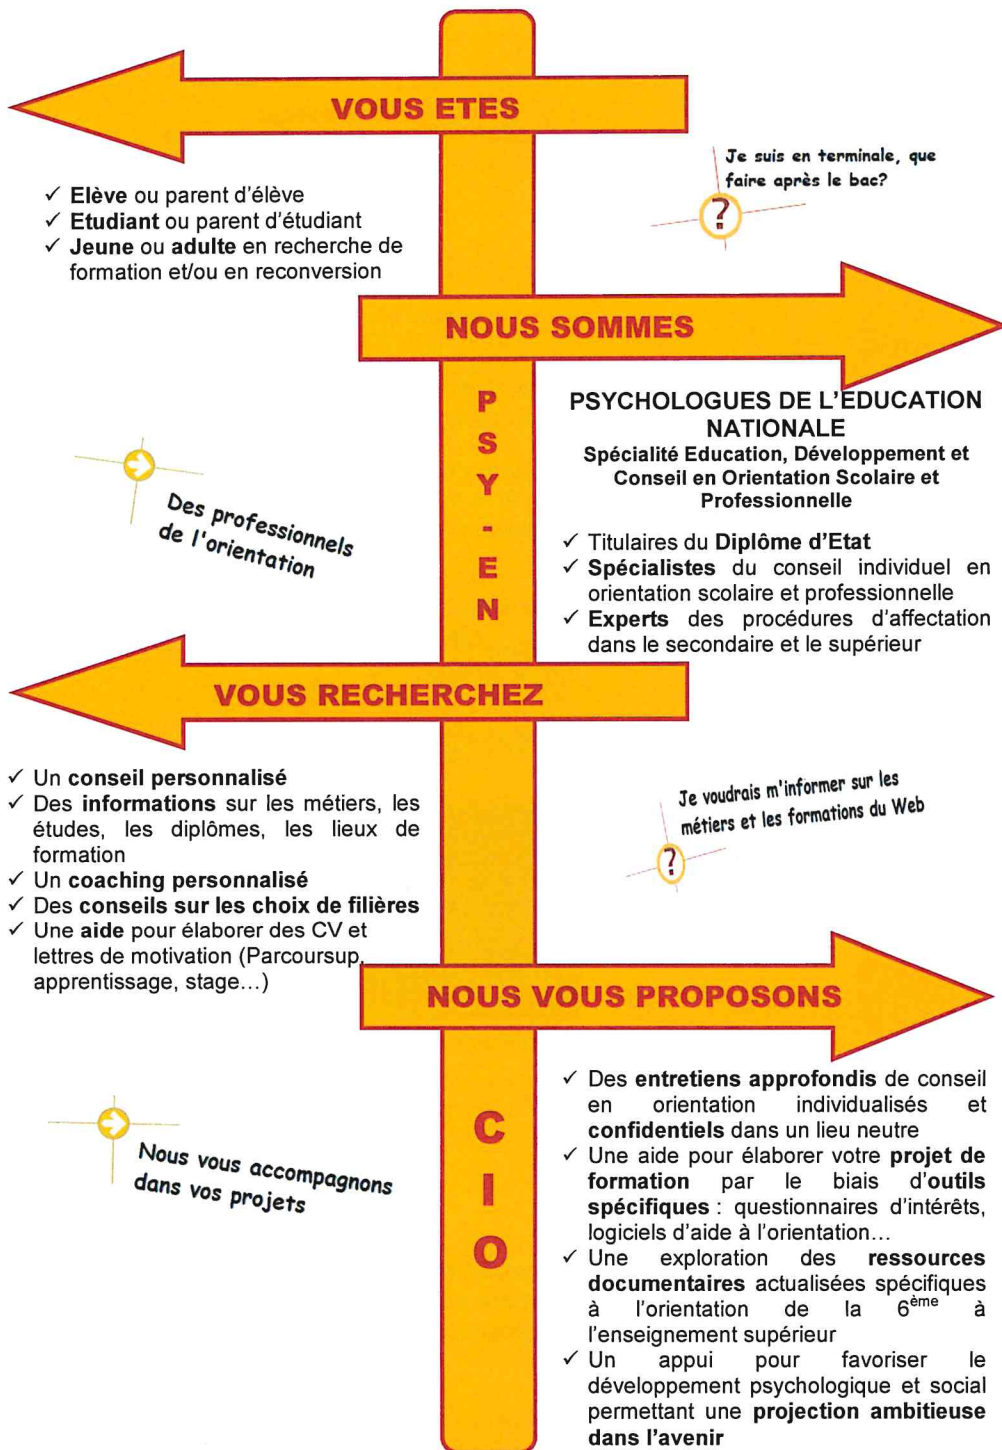 VOUS ETES
✓ Elève ou parent d'élève
✓ Etudiant ou parent d'étudiant
✓ Jeune ou adulte en recherche de
formation et/ou en reconversion
Je suis en terminale, que
faire après le bac?
?
NOUS SOMMES
P
S
Y
-
E
N
PSYCHOLOGUES DE L'EDUCATION
NATIONALE
Spécialité Education, Développement et
Conseil en Orientation Scolaire et
Professionnelle
✓ Titulaires du Diplôme d'Etat
✓ Spécialistes du conseil individuel en
orientation scolaire et professionnelle
✓ Experts des procédures d'affectation
dans le secondaire et le supérieur
Des professionnels
de l'orientation
VOUS RECHERCHEZ
✓ Un conseil personnalisé
✓ Des informations sur les métiers, les
études, les diplômes, les lieux de
formation
✓ Un coaching personnalisé
✓ Des conseils sur les choix de filières
✓ Une aide pour élaborer des CV et
lettres de motivation (Parcoursup,
apprentissage, stage…)
Je voudrais m'informer sur les
métiers et les formations du Web
?
NOUS VOUS PROPOSONS
C
I
O
✓ Des entretiens approfondis de conseil
en orientation individualisés et
confidentiels dans un lieu neutre
✓ Une aide pour élaborer votre projet de
formation par le biais d'outils
spécifiques : questionnaires d'intérêts,
logiciels d'aide à l'orientation…
✓ Une exploration des ressources
documentaires actualisées spécifiques
à l'orientation de la 6ème à
l'enseignement supérieur
✓ Un appui pour favoriser le
développement psychologique et social
permettant une projection ambitieuse
dans l'avenir
Nous vous accompagnons
dans vos projets